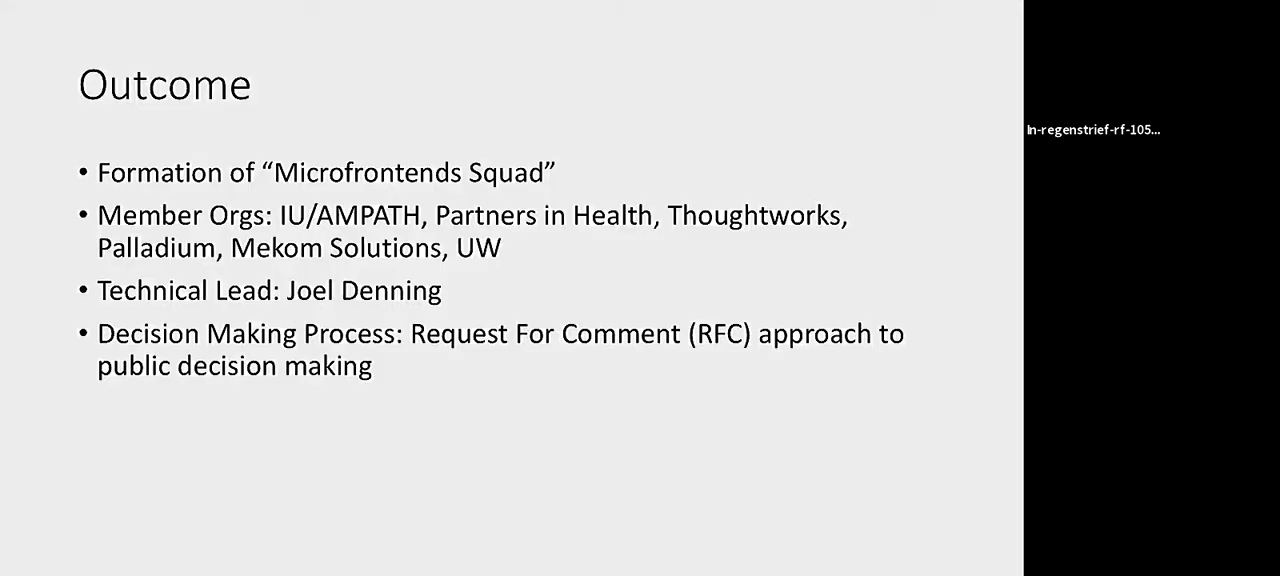 Outcome
• Formation of “Microfrontends Squad”
• Member Orgs: IU/AMPATH, Partners in Health, Thoughtworks,
Palladium, Mekom Solutions, UW
• Technical Lead: Joel Denning
• Decision Making Process: Request For Comment (RFC) approach to
public decision making
In-regenstrief-rf-105...